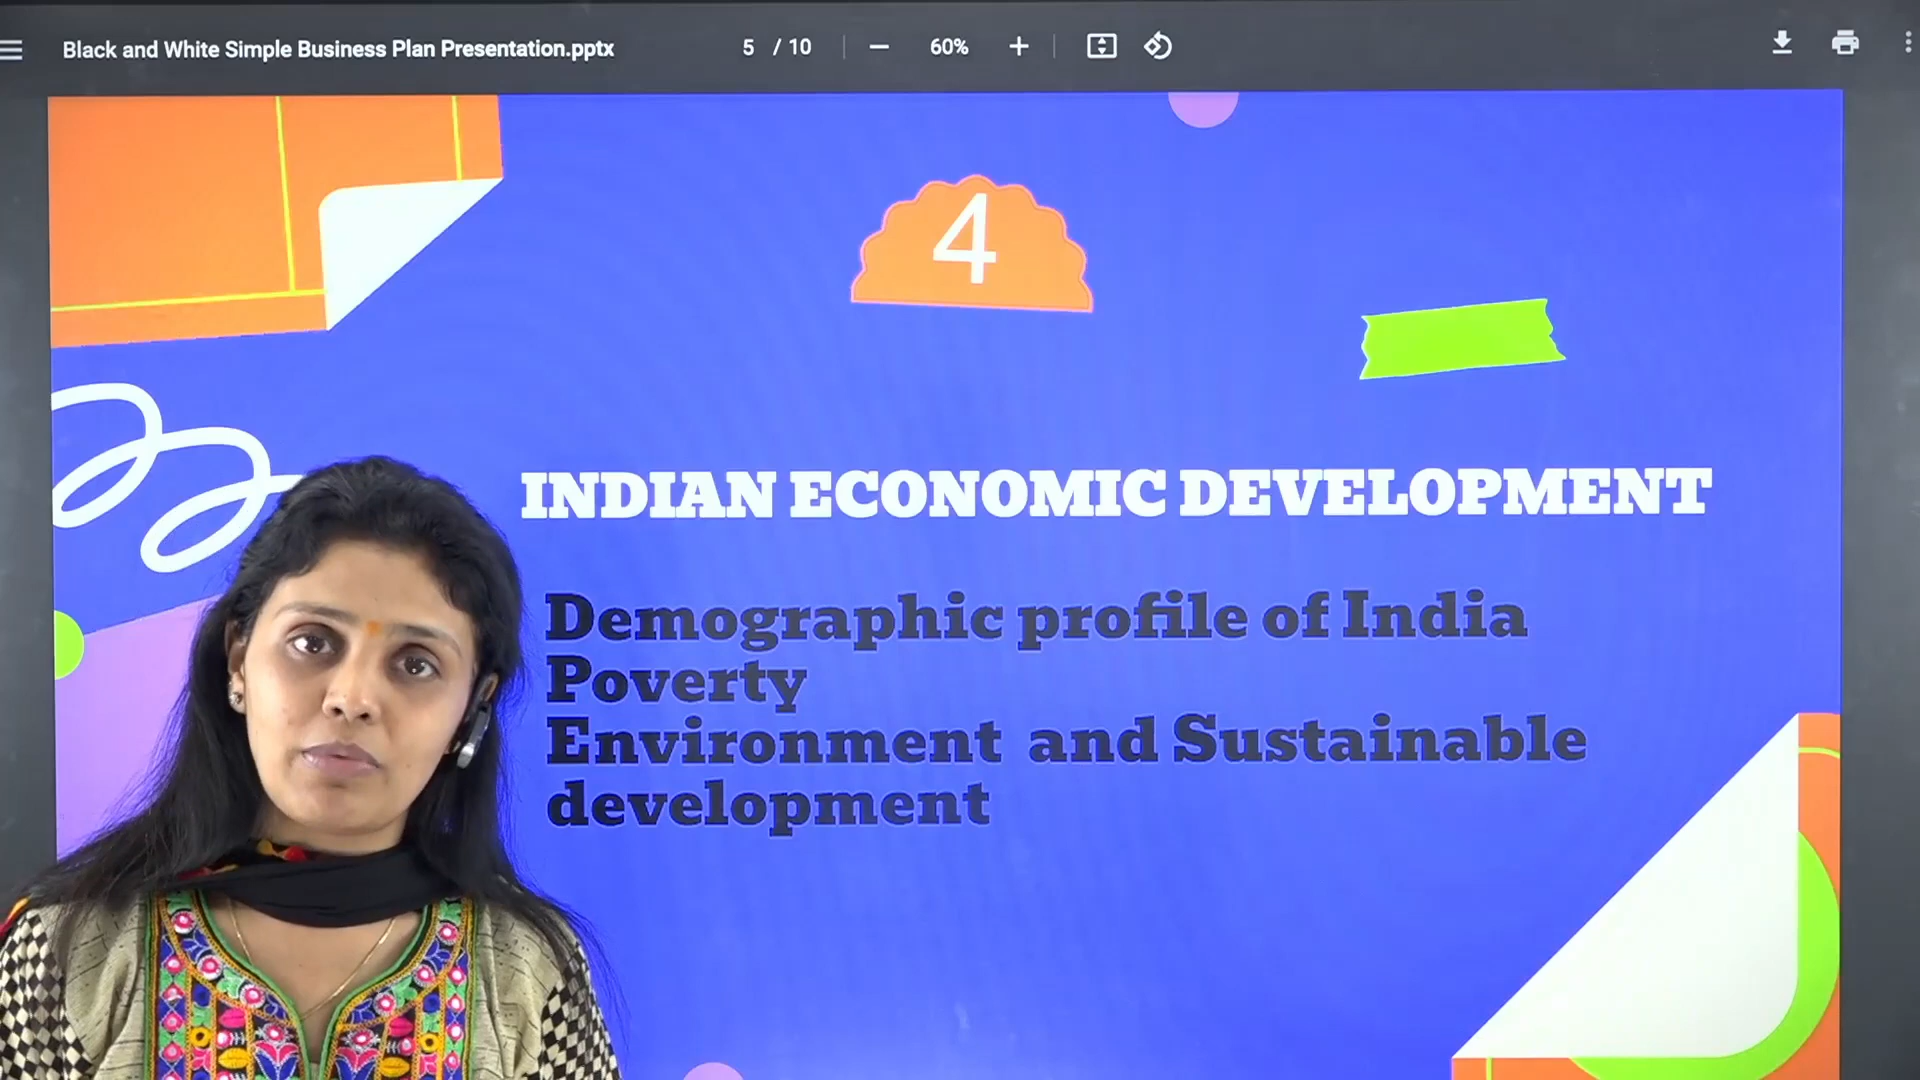 Black and White Simple Business Plan Presentation.pptx
5 / 10
60%
4
INDIAN ECONOMIC DEVELOPMENT
Demographic profile of India
Poverty
Environment and Sustainable
development